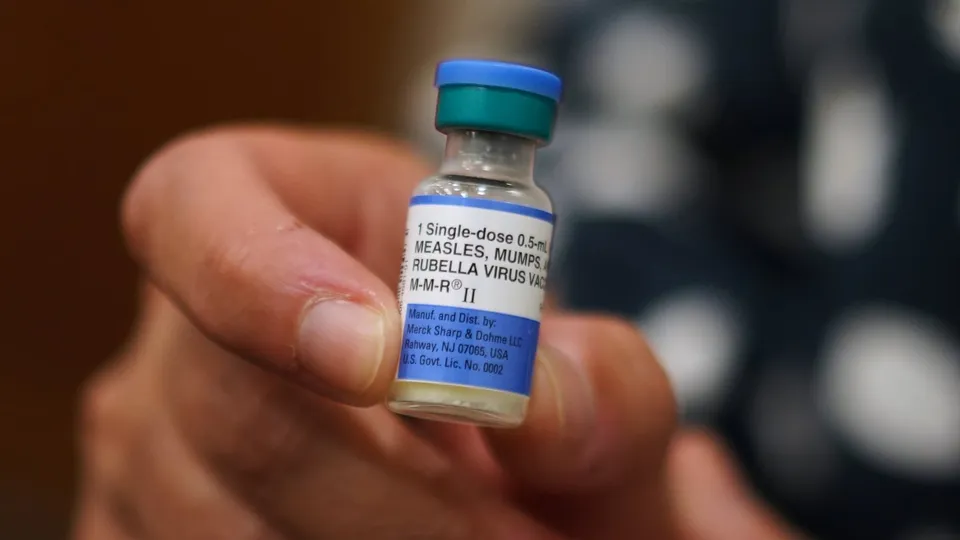 1 Single-dose 0.5-mL
MEASLES, MUMPS,
RUBELLA VIRUS
M-M-R® II
Manuf. and Dist. by:
Merck Sharp & Dohme LLC
Rahway, NJ 07065, USA
U.S. Govt. Lic. No. 0002